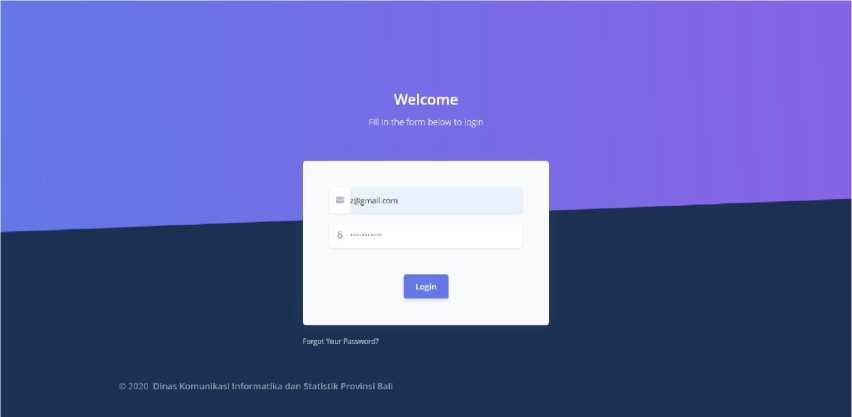 Welcome
Fill in the form below to login
z@gmail.com
Login
Forgot Your Password?
© 2020 Dinas Komunikasi Informatika dan Statistik Provinsi Bali